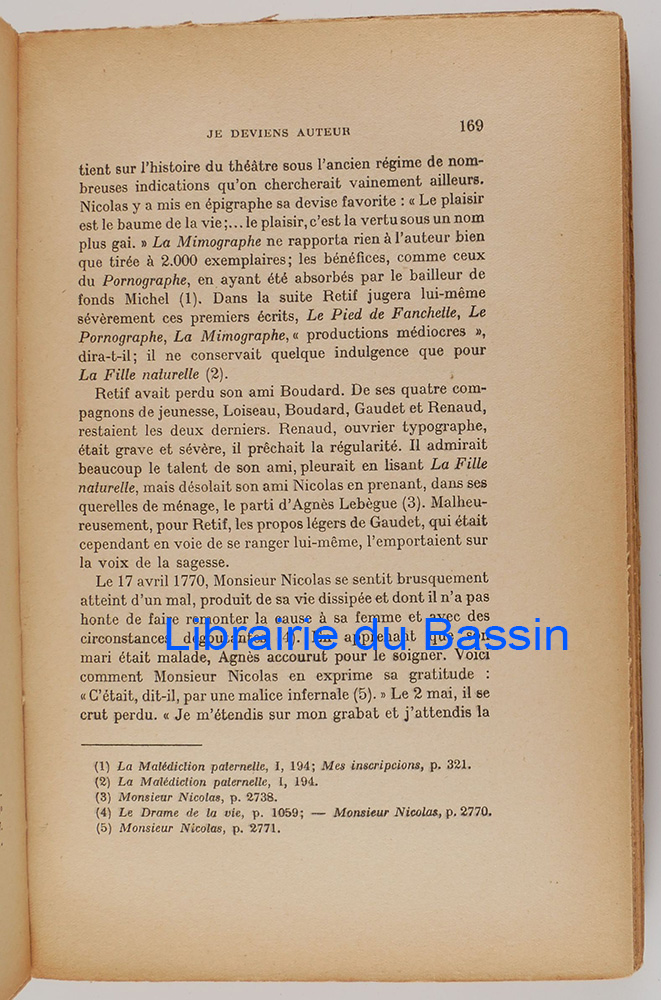 JE DEVIENS AUTEUR 169
tient sur l'histoire du théâtre sous l'ancien régime de nom-
breuses indications qu'on chercherait vainement ailleurs.
Nicolas y a mis en épigraphe sa devise favorite : « Le plaisir
est le baume de la vie ;... le plaisir, c'est la vertu sous un nom
plus gai. » La Mimographe ne rapporta rien à l'auteur bien
que tirée à 2.000 exemplaires; les bénéfices, comme ceux
du Pornographe, en ayant été absorbés par le bailleur de
fonds Michel (1). Dans la suite Retif jugera lui-même
sévèrement ces premiers écrits, Le Pied de Fanchette, Le
Pornographe, La Mimographe, « productions médiocres »,
dira-t-il; il ne conservait quelque indulgence que pour
La Fille naturelle (2).
Retif avait perdu son ami Boudard. De ses quatre com-
pagnons de jeunesse, Loiseau, Boudard, Gaudet et Renaud,
restaient les deux derniers. Renaud, ouvrier typographe,
était grave et sévère, il prêchait la régularité. Il admirait
beaucoup le talent de son ami, pleurait en lisant La Fille
naturelle, mais désolait son ami Nicolas en prenant, dans ses
querelles de ménage, le parti d'Agnès Lebègue (3). Malheu-
reusement, pour Retif, les propos légers de Gaudet, qui était
cependant en voie de se ranger lui-même, l'emportaient sur
la voix de la sagesse.
Le 17 avril 1770, Monsieur Nicolas se sentit brusquement
atteint d'un mal, produit de sa vie dissipée et dont il n'a pas
honte de faire remonter la cause à sa femme et avec des
circonstances dégoutantes (4). En apprenant que son
Librairie du Bassin
mari était malade, Agnès accourut pour le soigner. Voici
comment Monsieur Nicolas en exprime sa gratitude :
« C'était, dit-il, par une malice infernale (5). » Le 2 mai, il se
crut perdu. « Je m'étendis sur mon grabat et j'attendis la
(1) La Malédiction paternelle, I, 194; Mes inscripcions, p. 321.
(2) La Malédiction paternelle, I, 194.
(3) Monsieur Nicolas, p. 2738.
(4) Le Drame de la vie, p. 1059; — Monsieur Nicolas, p. 2770.
(5) Monsieur Nicolas, p. 2771.